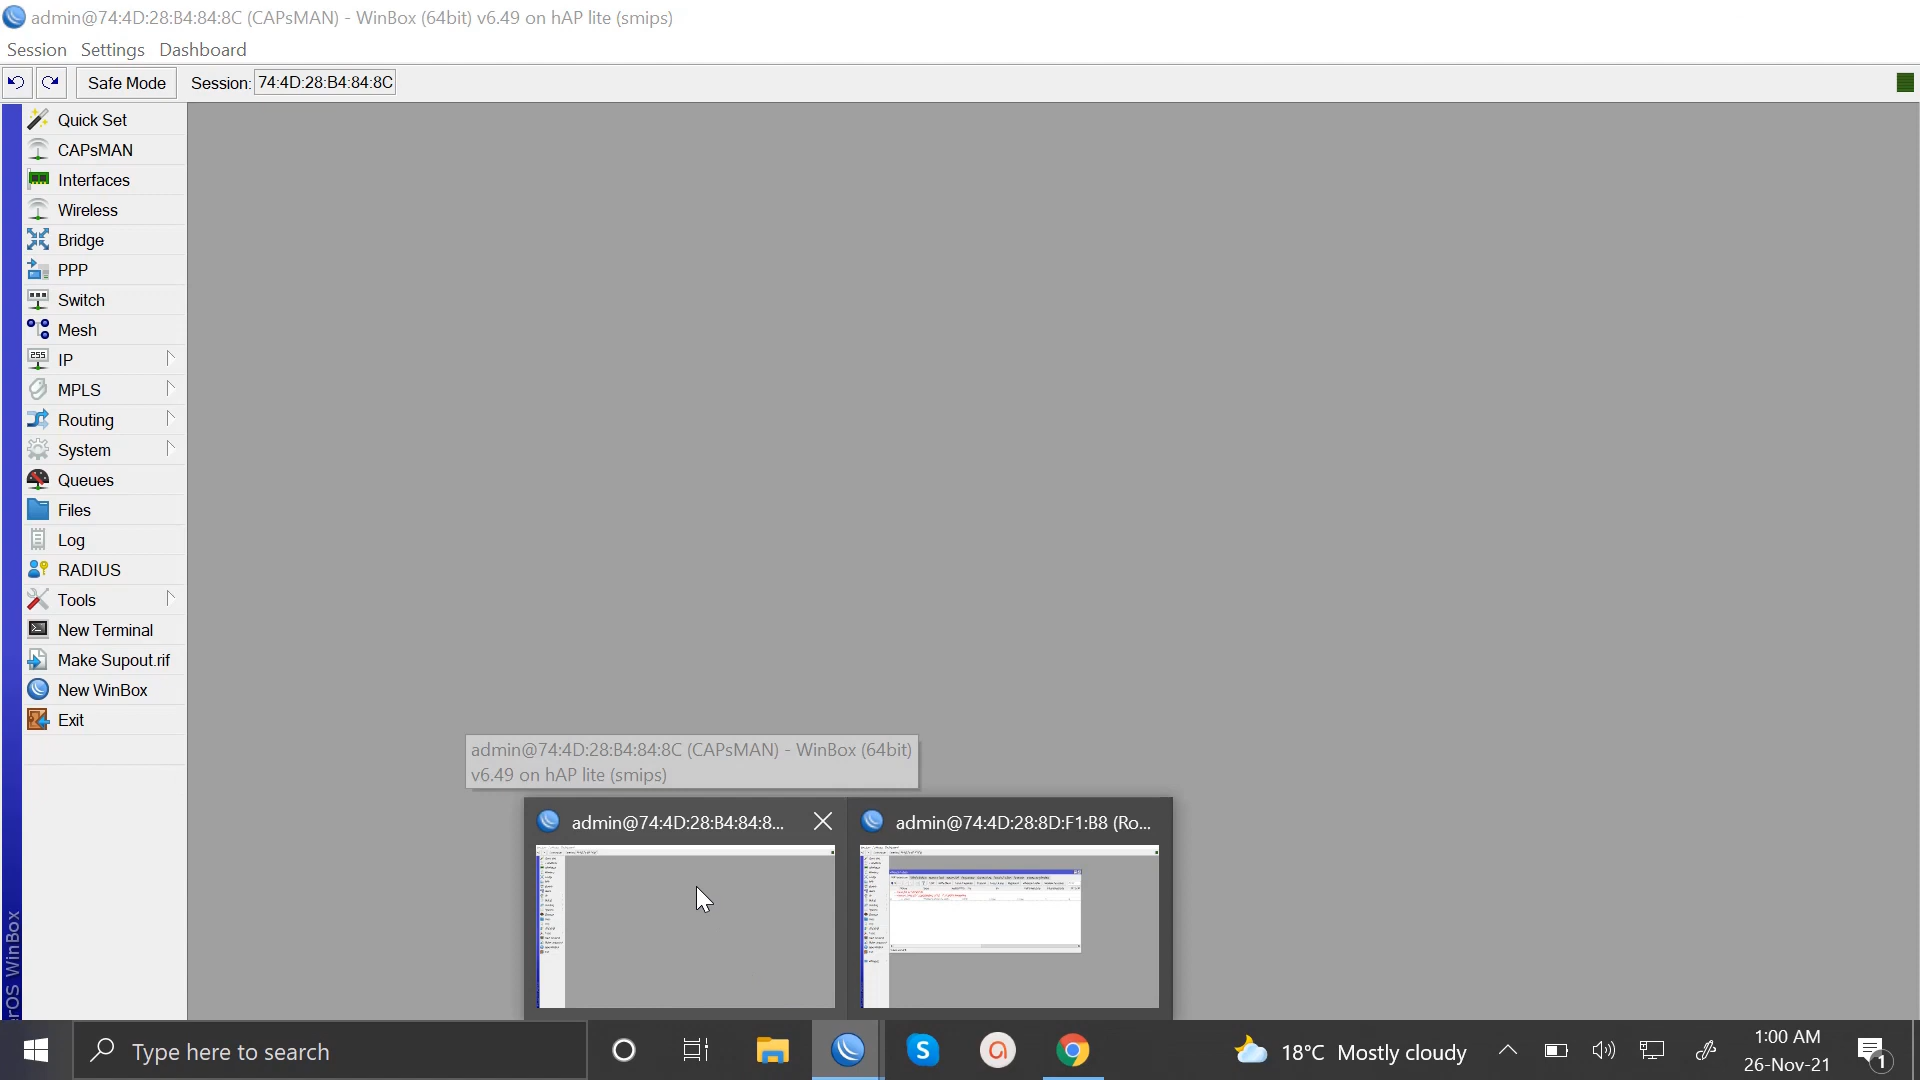 admin@74:4D:28:B4:84:8C (CAPsMAN) - WinBox (64bit) v6.49 on hAP lite (smips)
Session Settings Dashboard
Safe Mode Session: 74:4D:28:B4:84:8C
Quick Set
CAPsMAN
Interfaces
Wireless
Bridge
PPP
Switch
Mesh
255 IP
MPLS
Routing
System
Queues
Files
Log
RADIUS
Tools
New Terminal
Make Supout.rif
New WinBox
Exit
erOS WinBox
admin@74:4D:28:B4:84:8C (CAPsMAN) - WinBox (64bit)
v6.49 on hAP lite (smips)
admin@74:4D:28:B4:84:8...
admin@74:4D:28:8D:F1:B8 (Ro...
Type here to search
S
a
18°C Mostly cloudy
1:00 AM
26-Nov-21
1